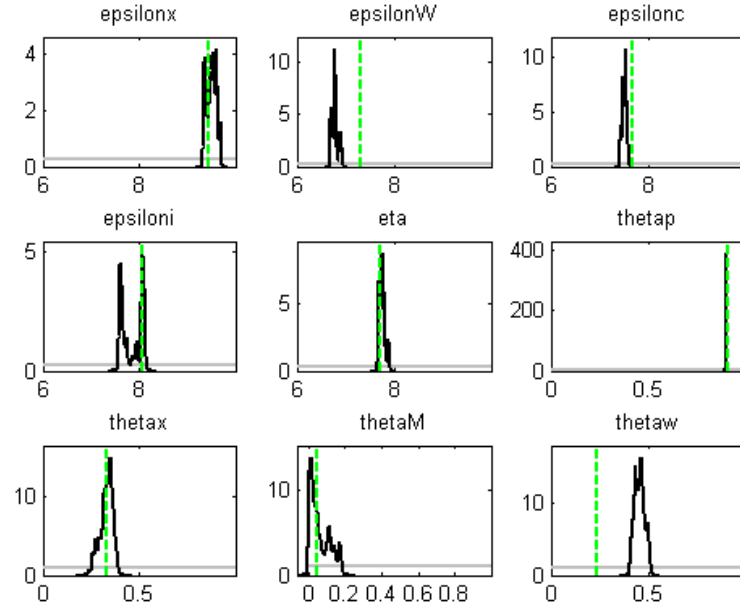 epsilonx epsilonW epsilonc
4 2 0 6 8
10 5 0 6 8
10 5 0 6 8
epsiloni eta thetap
5 0 6 8
5 0 6 8
400 200 0 0 0.5
thetax thetaM thetaw
10 0 0 0.5
10 5 0 0 0.2 0.4 0.6 0.8
10 0 0 0.5